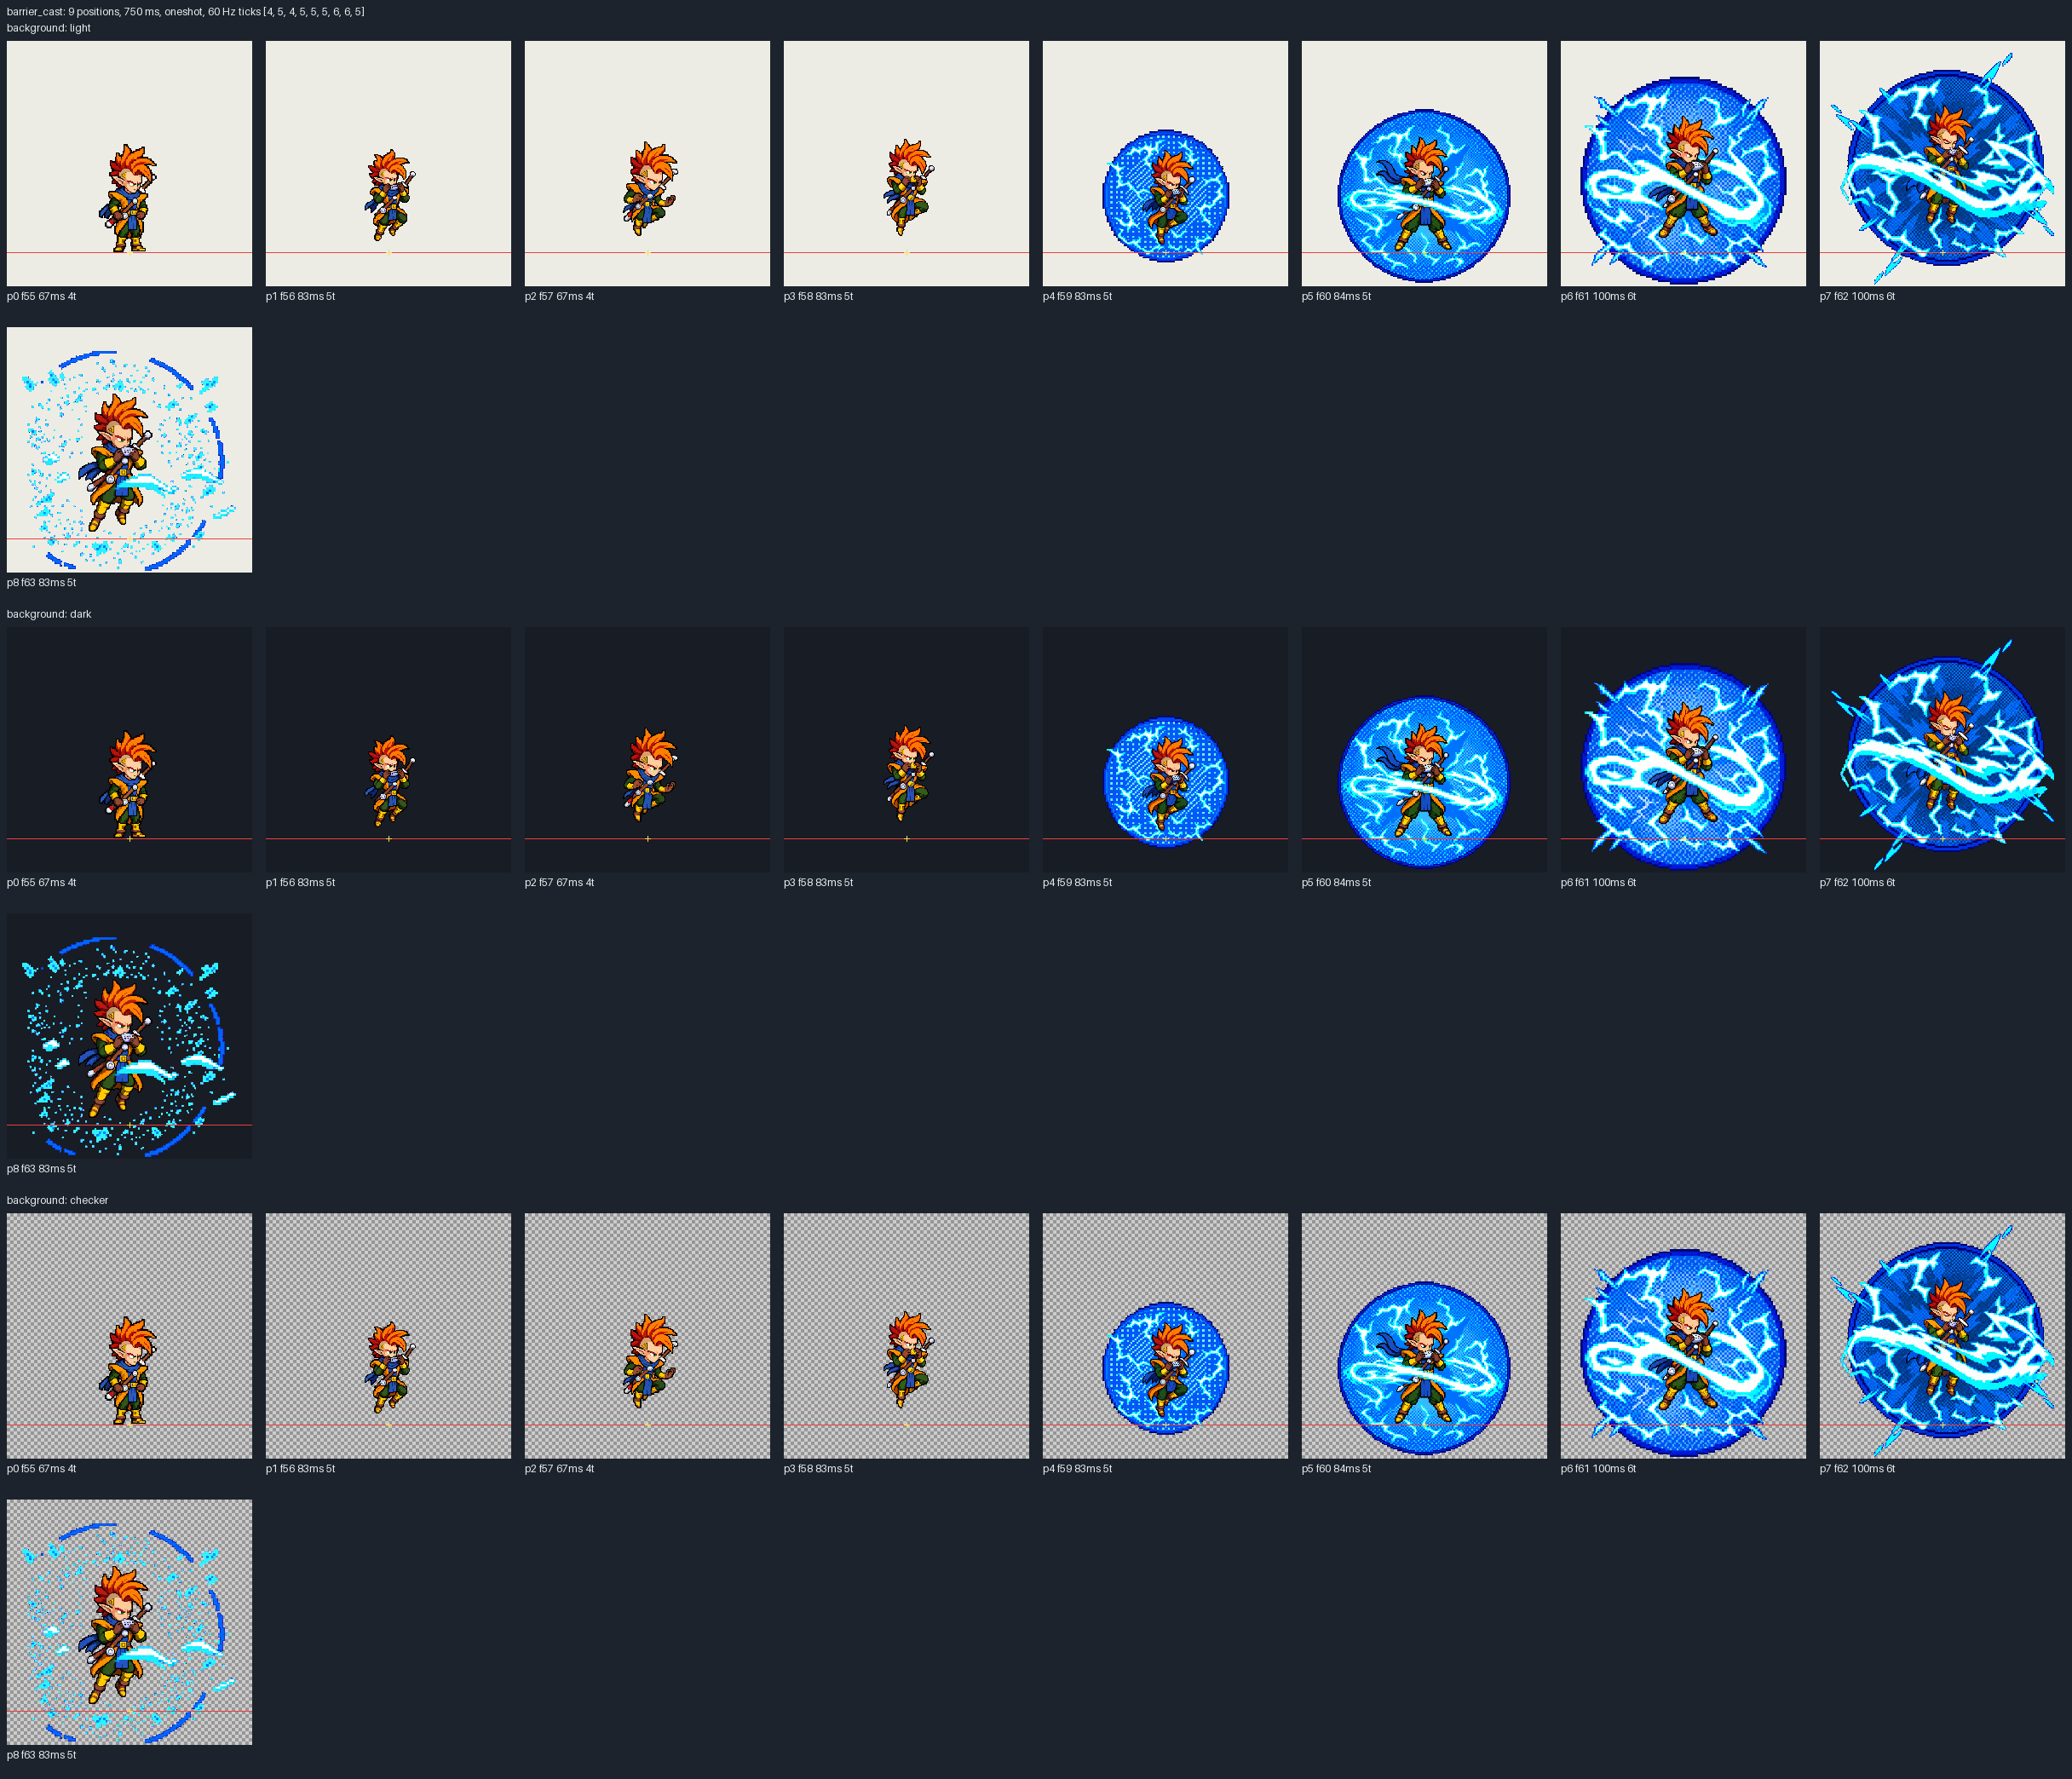 barrier_cast: 9 positions, 750 ms, oneshot, 60 Hz ticks [4, 5, 4, 5, 5, 5, 6, 6, 5]
background: light
p0 f55 67ms 4t
p1 f56 83ms 5t
p2 f57 67ms 4t
p3 f58 83ms 5t
p4 f59 83ms 5t
p5 f60 84ms 5t
p6 f61 100ms 6t
p7 f62 100ms 6t
p8 f63 83ms 5t
background: dark
p0 f55 67ms 4t
p1 f56 83ms 5t
p2 f57 67ms 4t
p3 f58 83ms 5t
p4 f59 83ms 5t
p5 f60 84ms 5t
p6 f61 100ms 6t
p7 f62 100ms 6t
p8 f63 83ms 5t
background: checker
p0 f55 67ms 4t
p1 f56 83ms 5t
p2 f57 67ms 4t
p3 f58 83ms 5t
p4 f59 83ms 5t
p5 f60 84ms 5t
p6 f61 100ms 6t
p7 f62 100ms 6t
p8 f63 83ms 5t